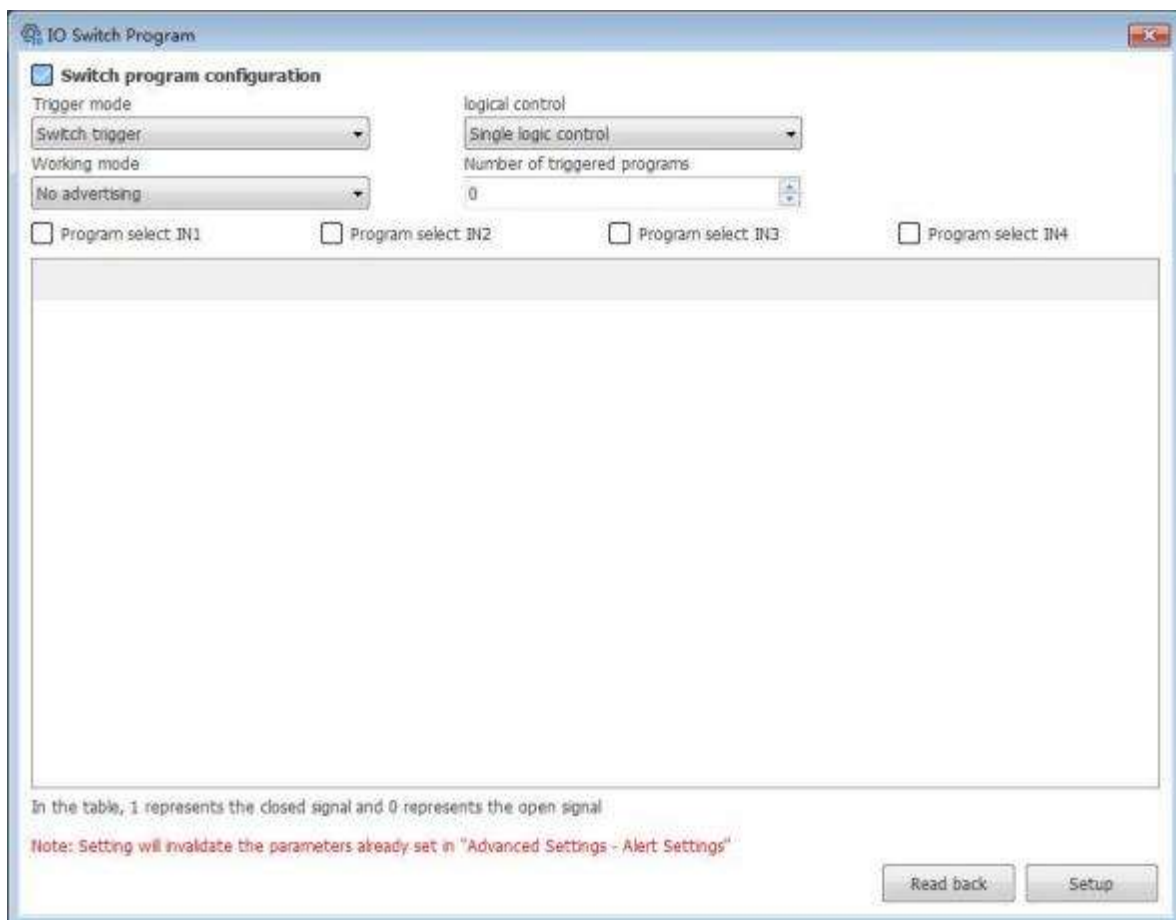 IO Switch Program
Switch program configuration
Trigger mode
logical control
Switch trigger
Single logic control
Working mode
Number of triggered programs
No advertising
0
Program select IN1 Program select IN2 Program select IN3 Program select IN4
In the table, 1 represents the closed signal and 0 represents the open signal
Note: Setting will invalidate the parameters already set in "Advanced Settings - Alert Settings"
Read back Setup